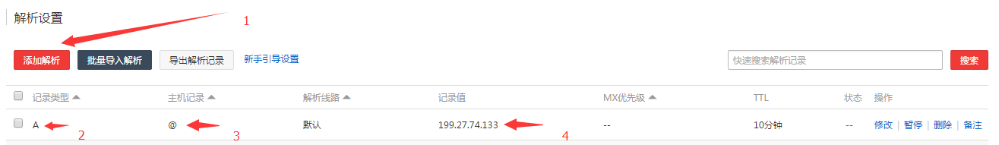 解析设置
1
添加解析 批量导入解析 导出解析记录 新手引导设置 快速搜索解析记录 搜索
记录类型 主机记录 解析线路 记录值 MX优先级 TTL 状态 操作
A @ 默认 199.27.74.133 -- 10分钟 -- 修改 | 暂停 | 删除 | 备注
2 3 4